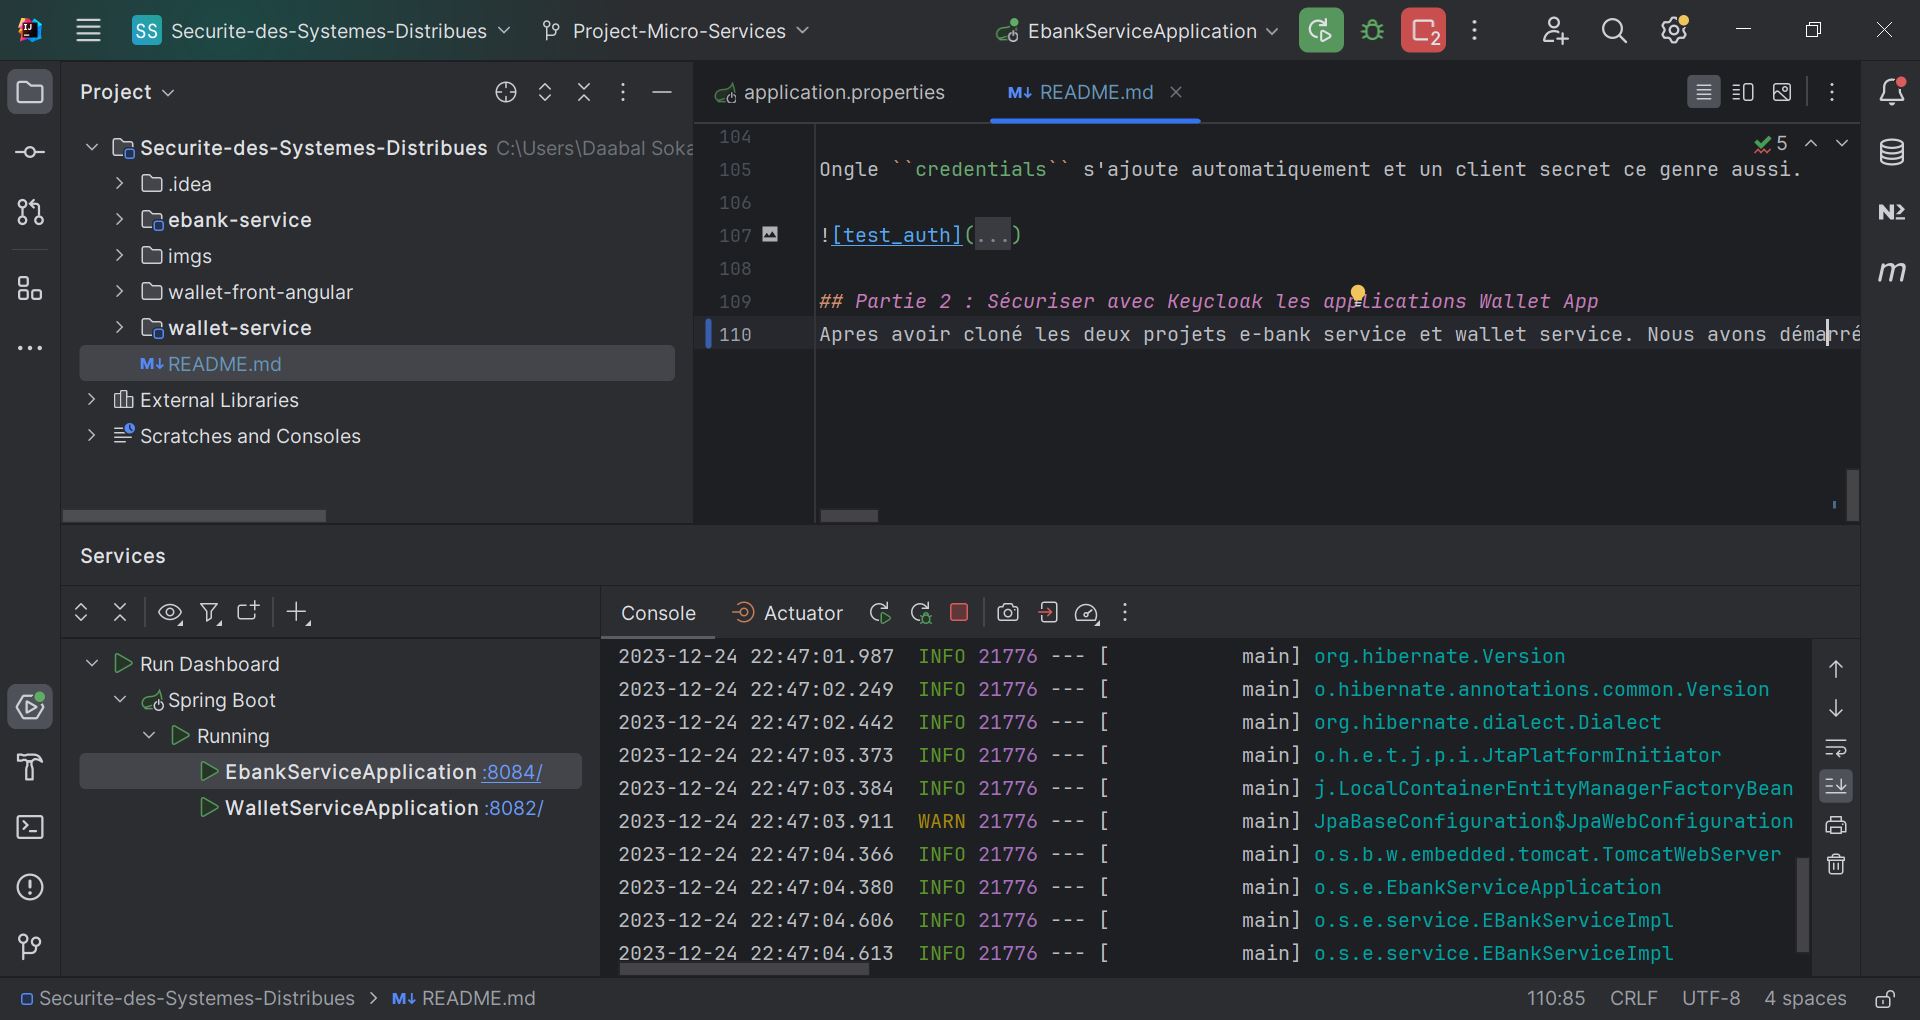 SS Securite-des-Systemes-Distribues Project-Micro-Services EbankServiceApplication 2
Project
application.properties M↓ README.md
Securite-des-Systemes-Distribues C:\Users\Daabal Soka
.idea
ebank-service
imgs
wallet-front-angular
wallet-service
M↓ README.md
External Libraries
Scratches and Consoles
5
104
105 Ongle ``credentials`` s'ajoute automatiquement et un client secret ce genre aussi.
106
107 ![test_auth](...)
108
109 ## Partie 2 : Sécuriser avec Keycloak les applications Wallet App
110 Apres avoir cloné les deux projets e-bank service et wallet service. Nous avons démarré
m
Services
Console Actuator
Run Dashboard
Spring Boot
Running
EbankServiceApplication :8084/
WalletServiceApplication :8082/
2023-12-24 22:47:01.987 INFO 21776 --- [ main] org.hibernate.Version
2023-12-24 22:47:02.249 INFO 21776 --- [ main] o.hibernate.annotations.common.Version
2023-12-24 22:47:02.442 INFO 21776 --- [ main] org.hibernate.dialect.Dialect
2023-12-24 22:47:03.373 INFO 21776 --- [ main] o.h.e.t.j.p.i.JtaPlatformInitiator
2023-12-24 22:47:03.384 INFO 21776 --- [ main] j.LocalContainerEntityManagerFactoryBean
2023-12-24 22:47:03.911 WARN 21776 --- [ main] JpaBaseConfiguration$JpaWebConfiguration
2023-12-24 22:47:04.366 INFO 21776 --- [ main] o.s.b.w.embedded.tomcat.TomcatWebServer
2023-12-24 22:47:04.380 INFO 21776 --- [ main] o.s.e.EbankServiceApplication
2023-12-24 22:47:04.606 INFO 21776 --- [ main] o.s.e.service.EBankServiceImpl
2023-12-24 22:47:04.613 INFO 21776 --- [ main] o.s.e.service.EBankServiceImpl
Securite-des-Systemes-Distribues > M↓ README.md 110:85 CRLF UTF-8 4 spaces